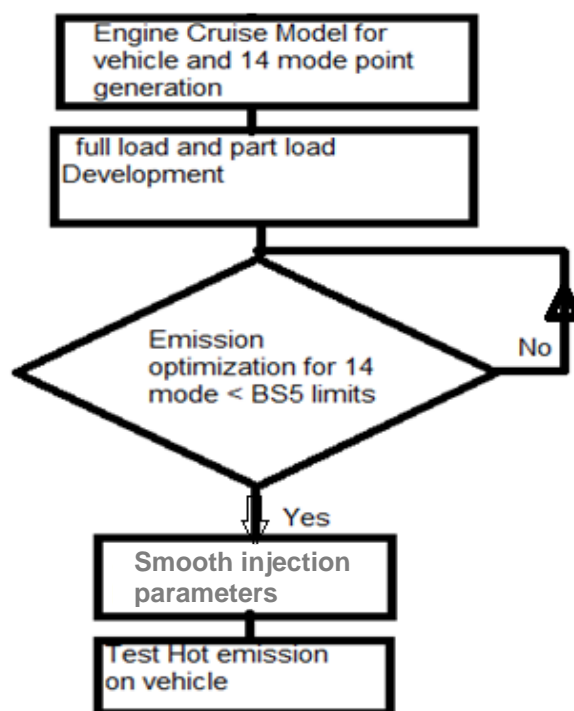 Engine Cruise Model for
vehicle and 14 mode point
generation
full load and part load
Development
Emission
optimization for 14
mode < BS5 limits
No
Yes
Smooth injection
parameters
Test Hot emission
on vehicle